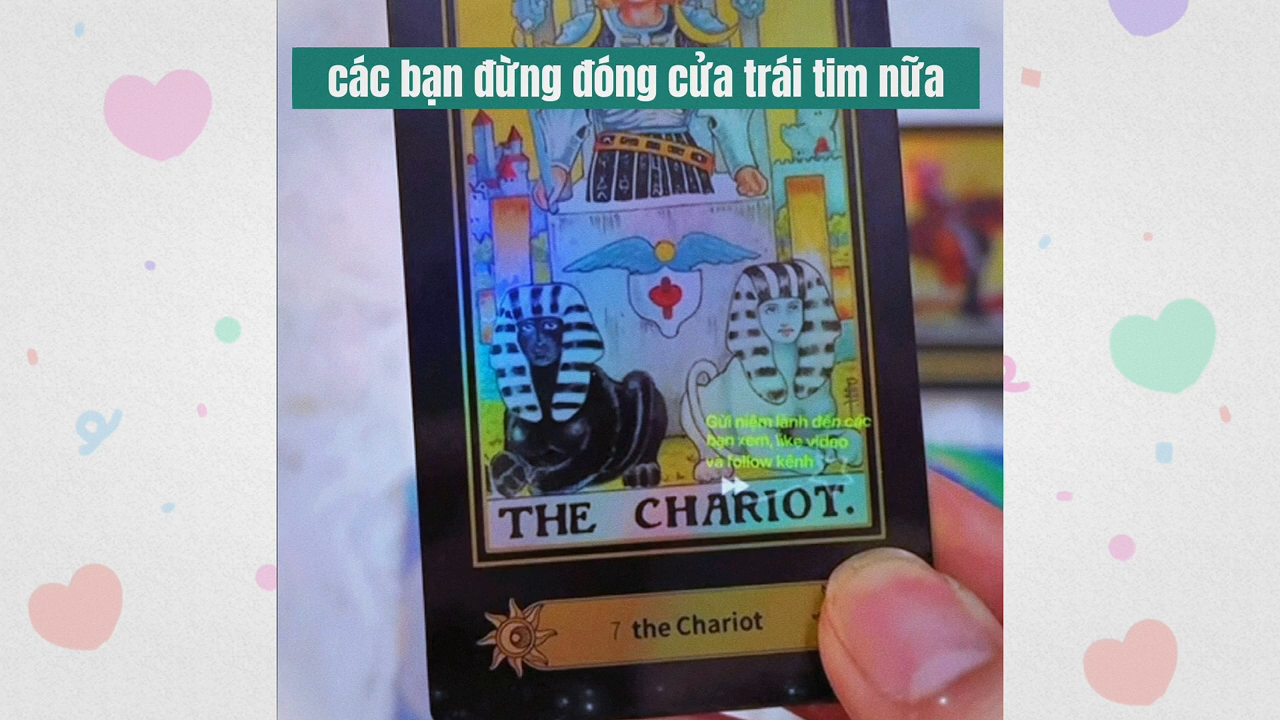 các bạn đừng đóng cửa trái tim nữa
Gửi niệm lành đến các
bạn xem, like video
và follow kênh
THE CHARIOT.
7 the Chariot